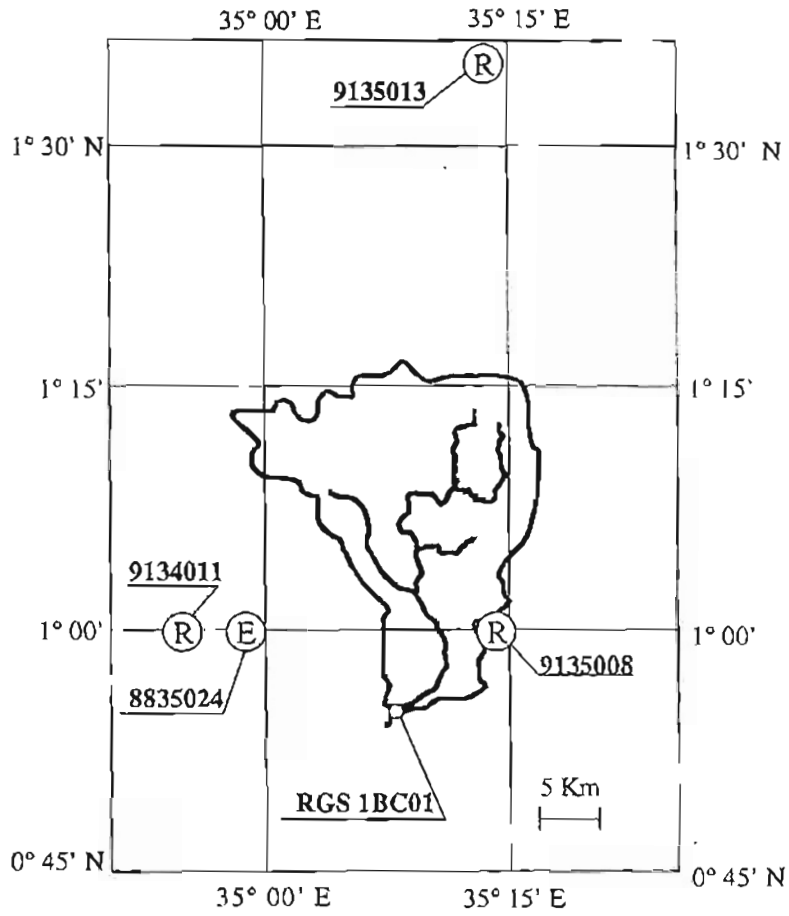 35° 00' E 35° 15' E
R
9135013
1° 30' N 1° 30' N
1° 15' 1° 15'
9134011
1° 00' R E R 1° 00'
9135008
8835024
5 Km
RGS 1BC01
0° 45' N 0° 45' N
35° 00' E 35° 15' E